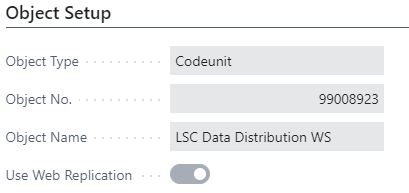 Object Setup
Object Type Codeunit
Object No. 99008923
Object Name LSC Data Distribution WS
Use Web Replication